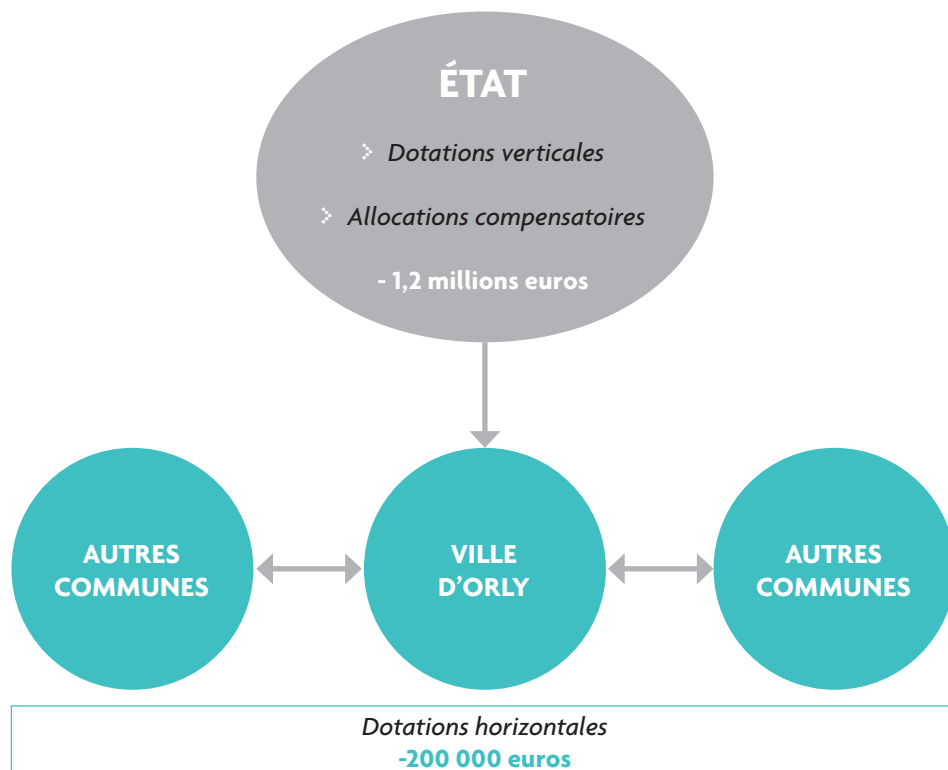 ÉTAT
Dotations verticales
Allocations compensatoires
- 1,2 millions euros
AUTRES
COMMUNES
VILLE
D’ORLY
AUTRES
COMMUNES
Dotations horizontales
-200 000 euros